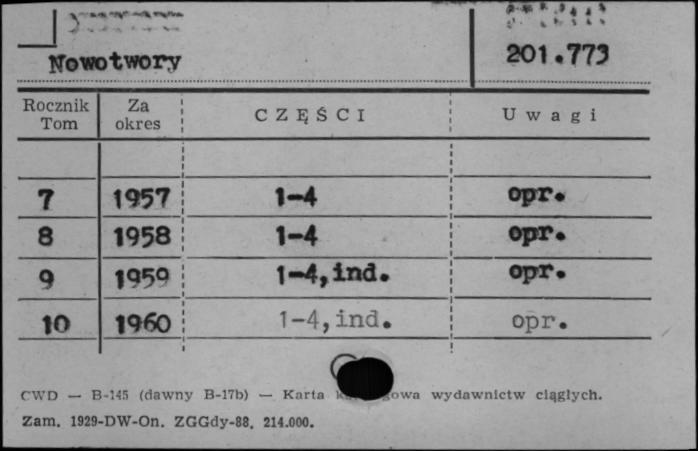 Nowotwory 201.773
Rocznik Tom Za okres CZĘŚCI Uwagi
7 1957 1-4 opr.
8 1958 1-4 opr.
9 1959 1-4,ind. opr.
10 1960 1-4,ind. opr.
CWD — B-145 (dawny B-17b) — Karta wydawnictw ciągłych.
Zam. 1929-DW-On. ZGGdy-88. 214.000.